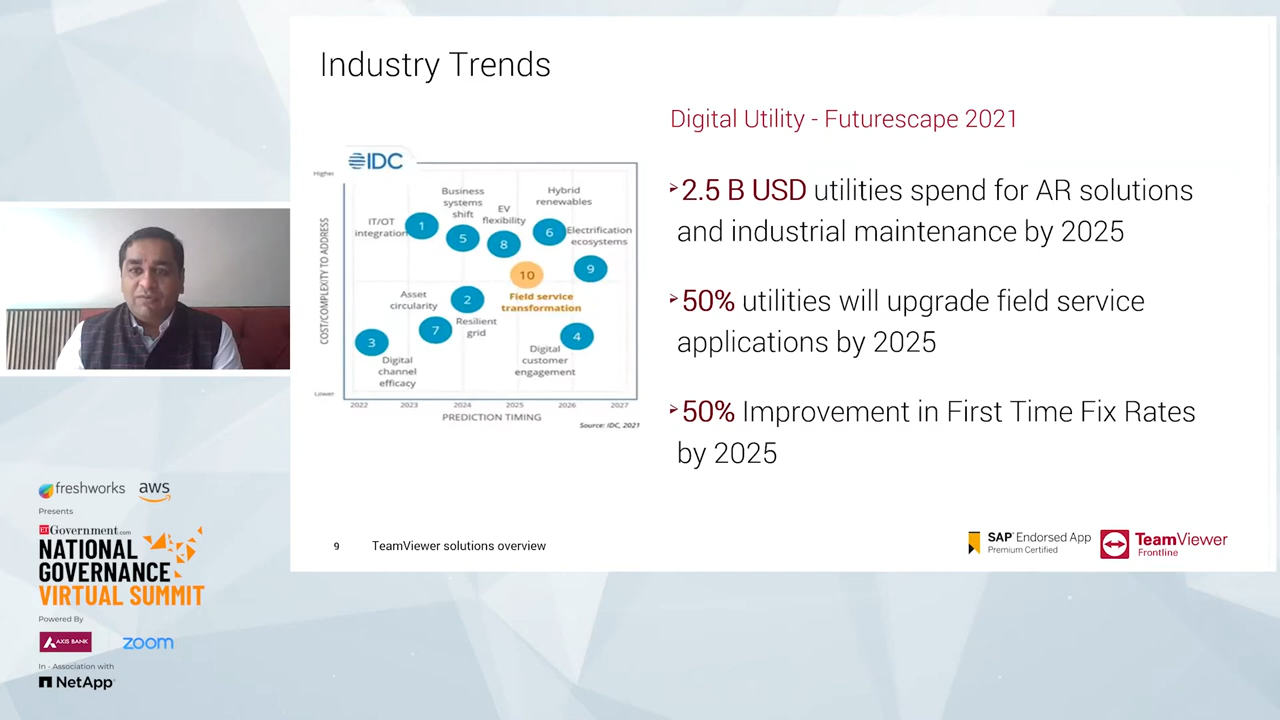 Industry Trends
Digital Utility - Futurescape 2021
IDC
Higher
Lower
COST/COMPLEXITY TO ADDRESS
IT/OT
integration
1
Business
systems
shift
5
EV
flexibility
8
Hybrid
renewables
6
Electrification
ecosystems
9
10
Field service
transformation
Asset
circularity
2
Resilient
grid
7
3
Digital
channel
efficacy
4
Digital
customer
engagement
2022 2023 2024 2025 2026 2027
PREDICTION TIMING
Source: IDC, 2021
2.5 B USD utilities spend for AR solutions
and industrial maintenance by 2025
50% utilities will upgrade field service
applications by 2025
50% Improvement in First Time Fix Rates
by 2025
9 TeamViewer solutions overview
SAP Endorsed App
Premium Certified
TeamViewer
Frontline
freshworks aws
Presents
ET Government.com
NATIONAL
GOVERNANCE
VIRTUAL SUMMIT
Powered By
AXIS BANK zoom
In - Association with
NetApp